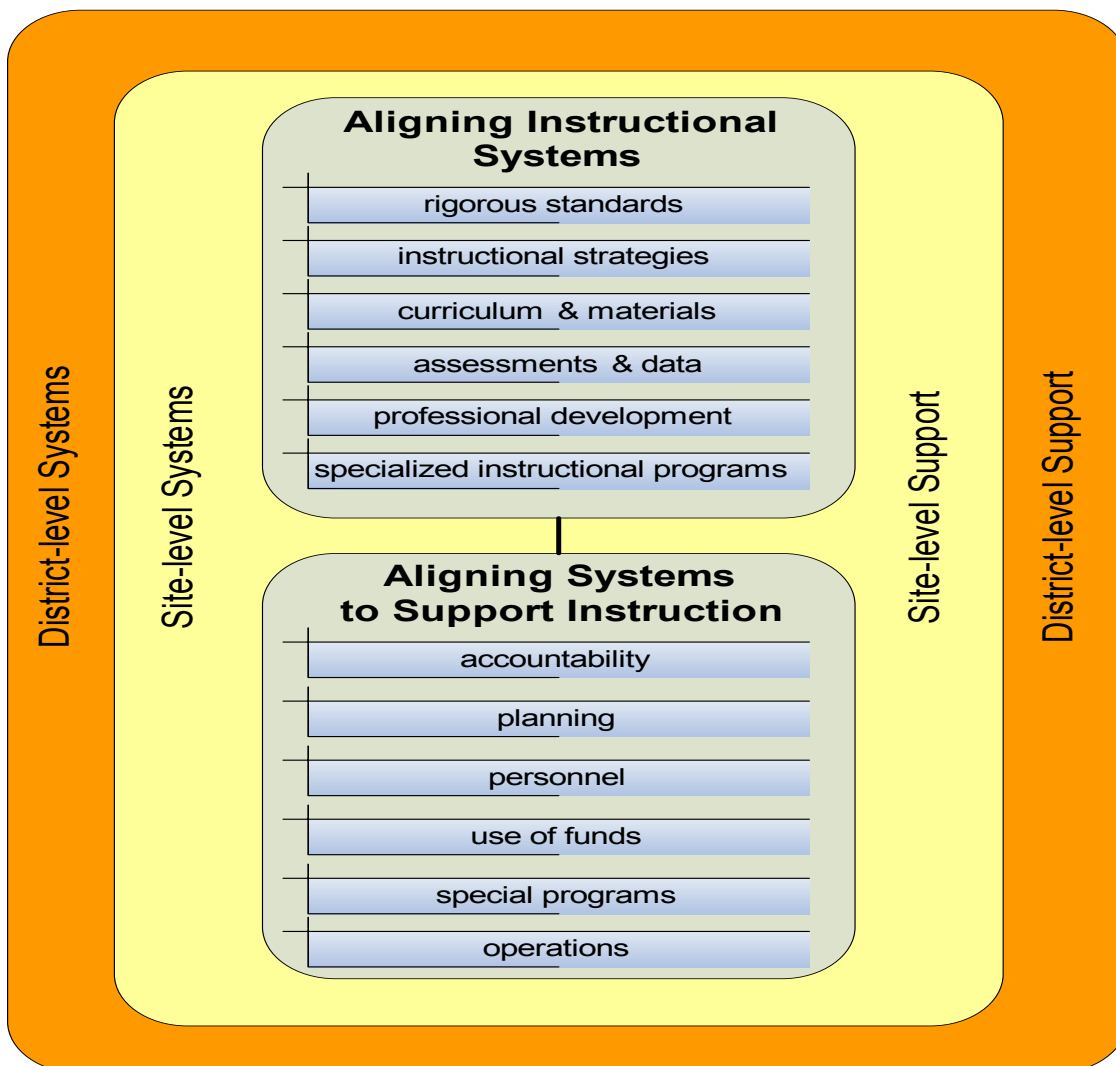 District-level Systems
Site-level Systems
Aligning Instructional
Systems
rigorous standards
instructional strategies
curriculum & materials
assessments & data
professional development
specialized instructional programs
Aligning Systems
to Support Instruction
accountability
planning
personnel
use of funds
special programs
operations
Site-level Support
District-level Support